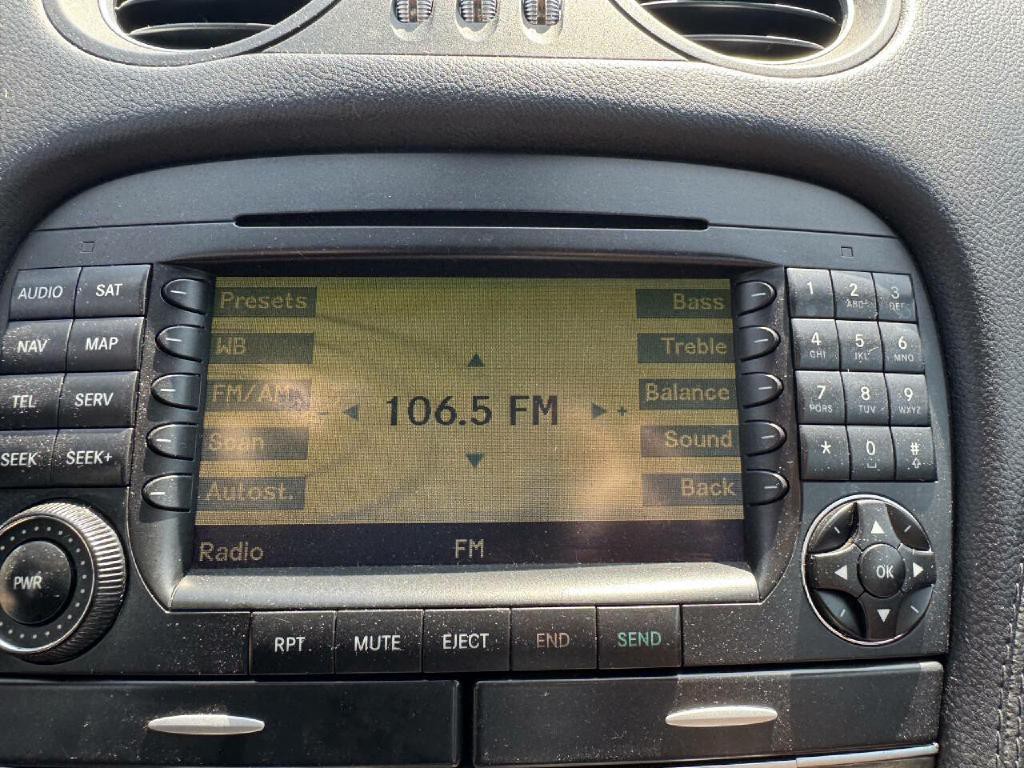 AUDIO SAT
NAV MAP
TEL SERV
SEEK SEEK+
PWR
Presets Bass
WB Treble
FM/AM Balance
- 106.5 FM +
Scan Sound
Autost. Back
Radio FM
1 2 ABC 3 DEF
4 GHI 5 JKL 6 MNO
7 PQRS 8 TUV 9 WXYZ
* 0 #
OK
RPT MUTE EJECT END SEND